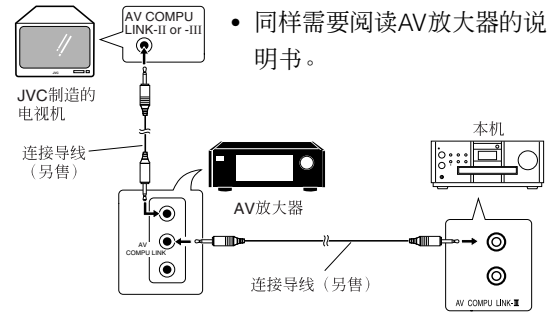 AV COMPU
LINK-II or -III
• 同样需要阅读AV放大器的说
明书。
JVC
JVC制造的
电视机
连接导线
（另售）
本机
AV放大器
AV
COMPU LINK
连接导线（另售）
AV COMPU LINK-III